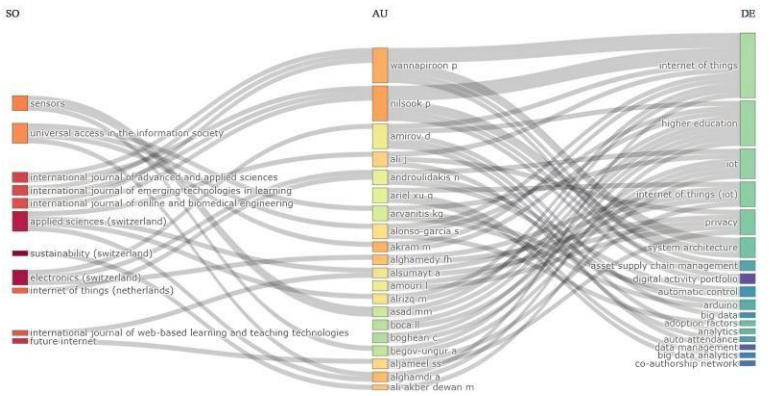 SO
AU
DE
sensors
universal access in the information society
international journal of advanced and applied sciences
international journal of emerging technologies in learning
international journal of online and biomedical engineering
applied sciences (switzerland)
sustainability (switzerland)
electronics (switzerland)
internet of things (netherlands)
international journal of web-based learning and teaching technologies
future internet
wannapiroon p
nilsook p
amirov d
ali j
androulidakis n
ariel xu q
arvanitis kg
alonso-garcia s
akram m
alghamedy fh
alsumayt a
amouri l
alrizq m
asad mm
boca ll
boghean c
begov-ungur a
aljameel ss
alghamdi a
ali akber dewan m
internet of things
higher education
iot
internet of things (iot)
privacy
system architecture
asset supply chain management
digital activity portfolio
automatic control
arduino
big data
adoption factors
analytics
auto attendance
data management
big data analytics
co-authorship network